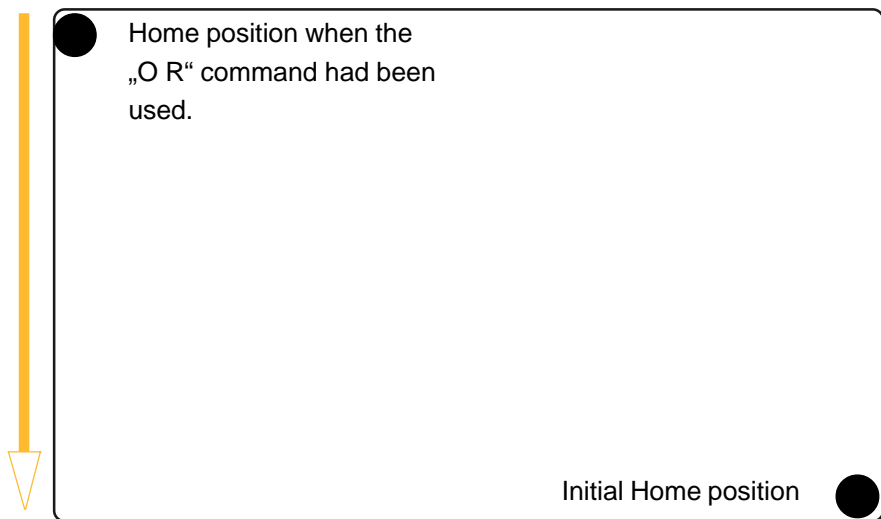 Home position when the
„O R“ command had been
used.
Initial Home position